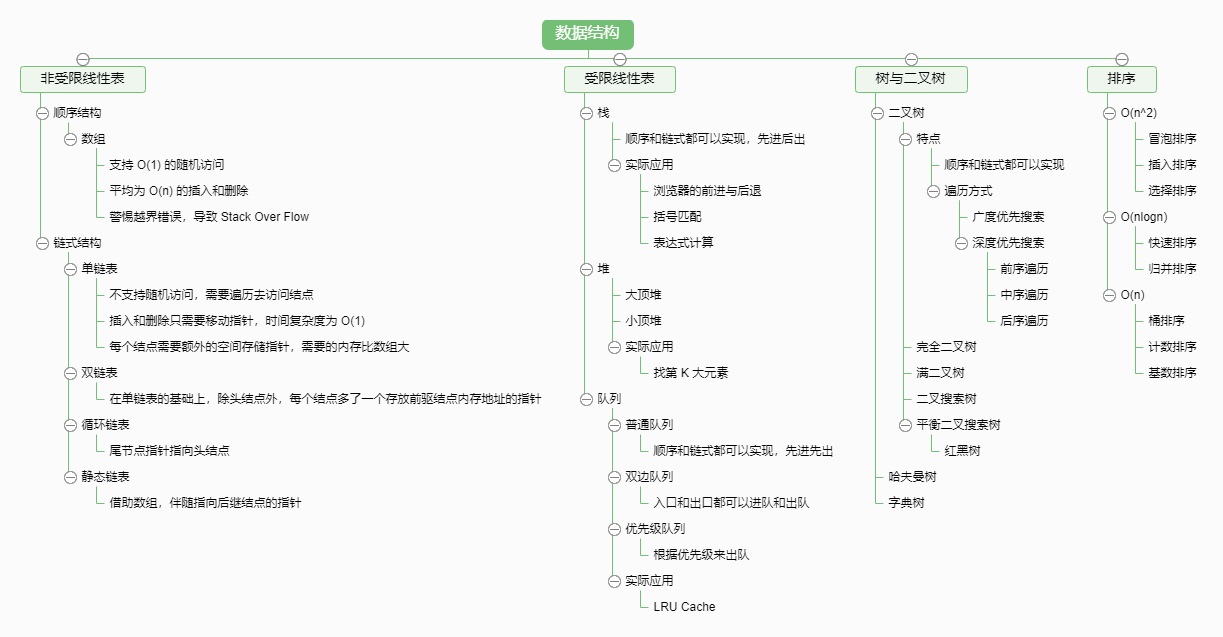 数据结构
非受限线性表
顺序结构
数组
支持 O(1) 的随机访问
平均为 O(n) 的插入和删除
警惕越界错误，导致 Stack Over Flow
链式结构
单链表
不支持随机访问，需要遍历去访问结点
插入和删除只需要移动指针，时间复杂度为 O(1)
每个结点需要额外的空间存储指针，需要的内存比数组大
双链表
在单链表的基础上，除头结点外，每个结点多了一个存放前驱结点内存地址的指针
循环链表
尾节点指针指向头结点
静态链表
借助数组，伴随指向后继结点的指针
受限线性表
栈
顺序和链式都可以实现，先进后出
实际应用
浏览器的前进与后退
括号匹配
表达式计算
堆
大顶堆
小顶堆
实际应用
找第 K 大元素
队列
普通队列
顺序和链式都可以实现，先进先出
双边队列
入口和出口都可以进队和出队
优先级队列
根据优先级来出队
实际应用
LRU Cache
树与二叉树
二叉树
特点
顺序和链式都可以实现
遍历方式
广度优先搜索
深度优先搜索
前序遍历
中序遍历
后序遍历
完全二叉树
满二叉树
二叉搜索树
平衡二叉搜索树
红黑树
哈夫曼树
字典树
排序
O(n^2)
冒泡排序
插入排序
选择排序
O(nlogn)
快速排序
归并排序
O(n)
桶排序
计数排序
基数排序